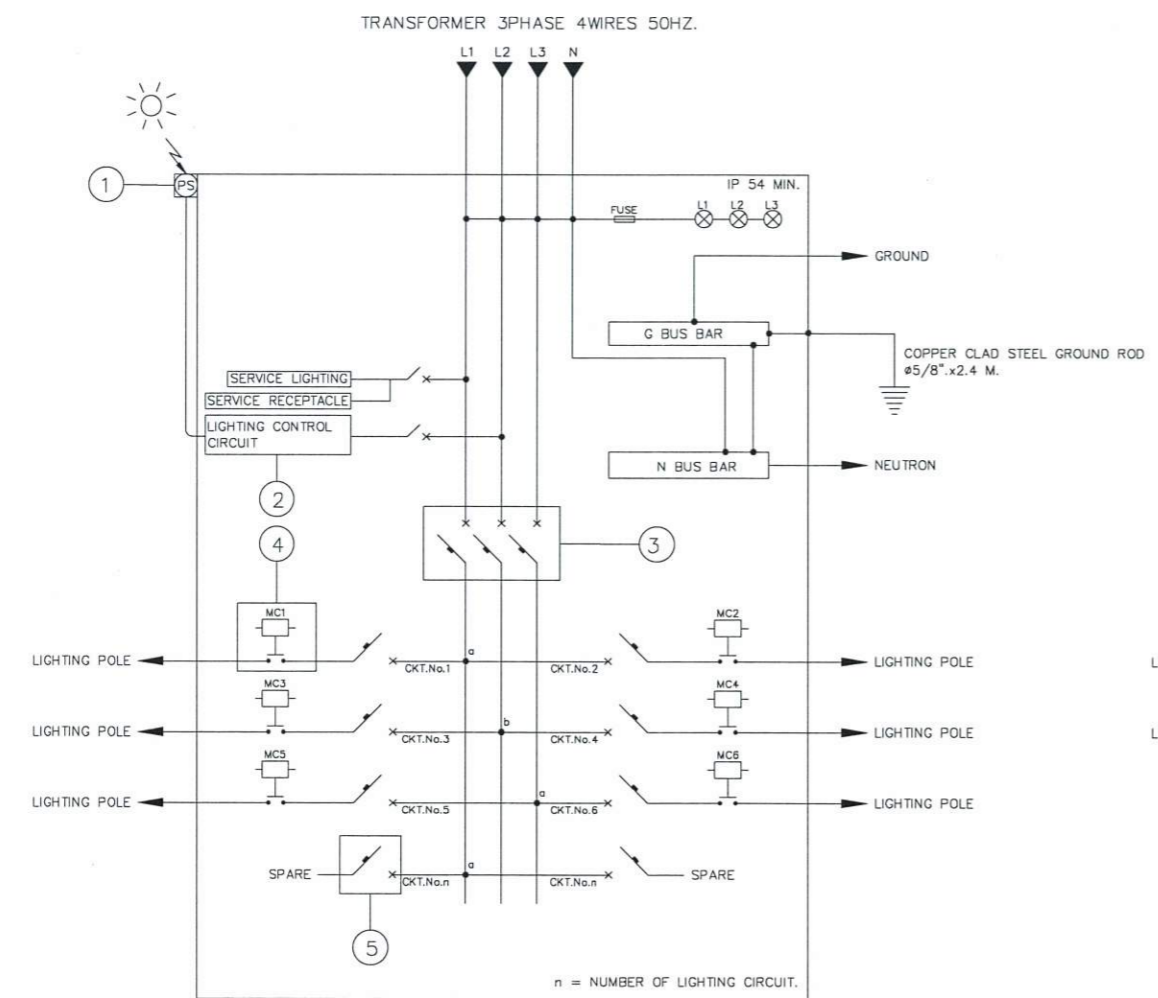 TRANSFORMER 3PHASE 4WIRES 50HZ.
L1 L2 L3 N
1
PS
IP 54 MIN.
FUSE
L1 L2 L3
GROUND
G BUS BAR
COPPER CLAD STEEL GROUND ROD
ø5/8".x2.4 M.
SERVICE LIGHTING
SERVICE RECEPTACLE
LIGHTING CONTROL
CIRCUIT
N BUS BAR
NEUTRON
2
4
3
MC1
MC2
a
LIGHTING POLE
CKT.No.1
CKT.No.2
LIGHTING POLE
L
MC3
MC4
b
LIGHTING POLE
CKT.No.3
CKT.No.4
LIGHTING POLE
L
MC5
MC6
a
LIGHTING POLE
CKT.No.5
CKT.No.6
LIGHTING POLE
a
SPARE
CKT.No.n
CKT.No.n
SPARE
5
n = NUMBER OF LIGHTING CIRCUIT.